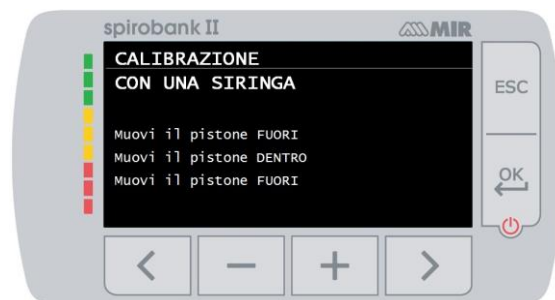 spirobank II
MIR
CALIBRAZIONE
CON UNA SIRINGA
Muovi il pistone FUORI
Muovi il pistone DENTRO
Muovi il pistone FUORI
ESC
OK